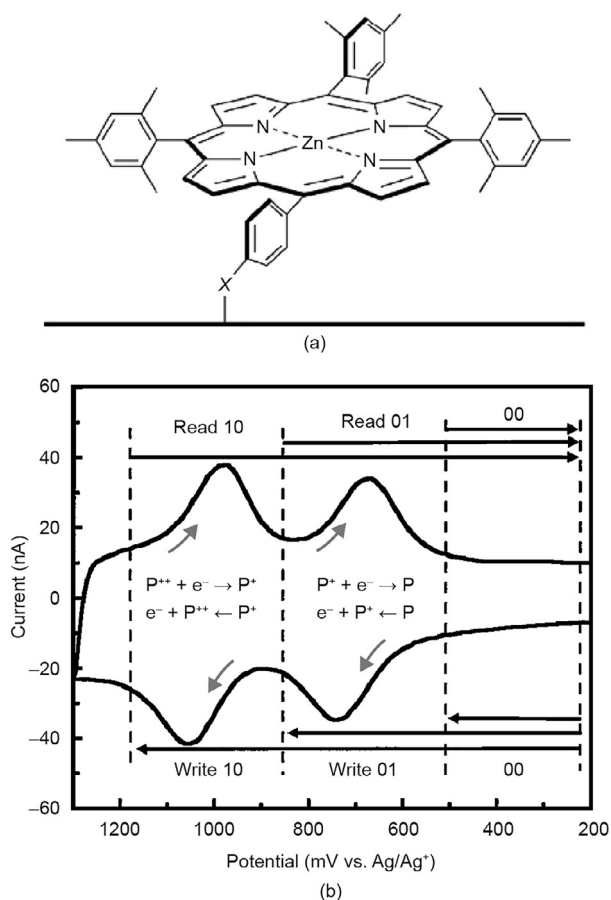 N
N
Zn
N
N
X
(a)
60
00
Read 10
Read 01
40
20
P⁺⁺ + e⁻ → P⁺
P⁺ + e⁻ → P
0
e⁻ + P⁺⁺ ← P⁺
e⁻ + P⁺ ← P
−20
−40
Write 10
Write 01
00
−60
1200
1000
800
600
400
200
Current (nA)
Potential (mV vs. Ag/Ag⁺)
(b)